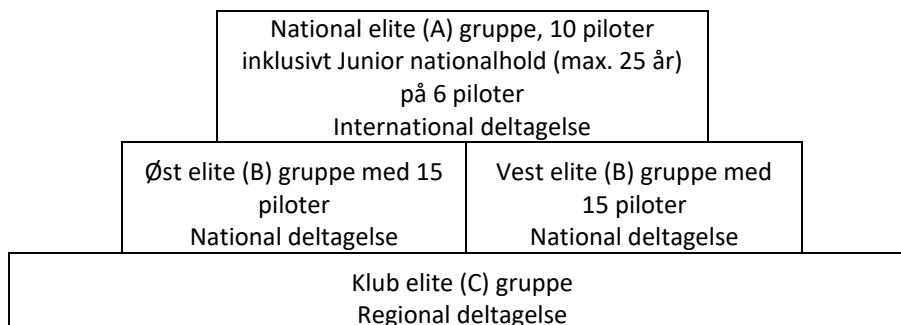 National elite (A) gruppe, 10 piloter
inklusivt Junior nationalhold (max. 25 år)
på 6 piloter
International deltagelse
Øst elite (B) gruppe med 15
piloter
National deltagelse
Vest elite (B) gruppe med
15 piloter
National deltagelse
Klub elite (C) gruppe
Regional deltagelse